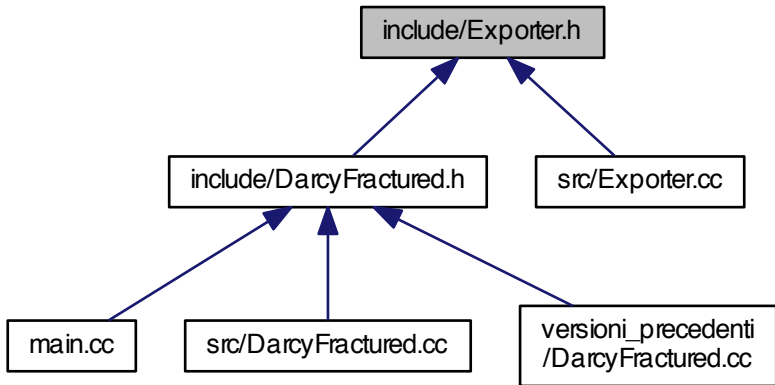 include/Exporter.h
include/DarcyFractured.h
src/Exporter.cc
main.cc
src/DarcyFractured.cc
versioni_precedenti
/DarcyFractured.cc